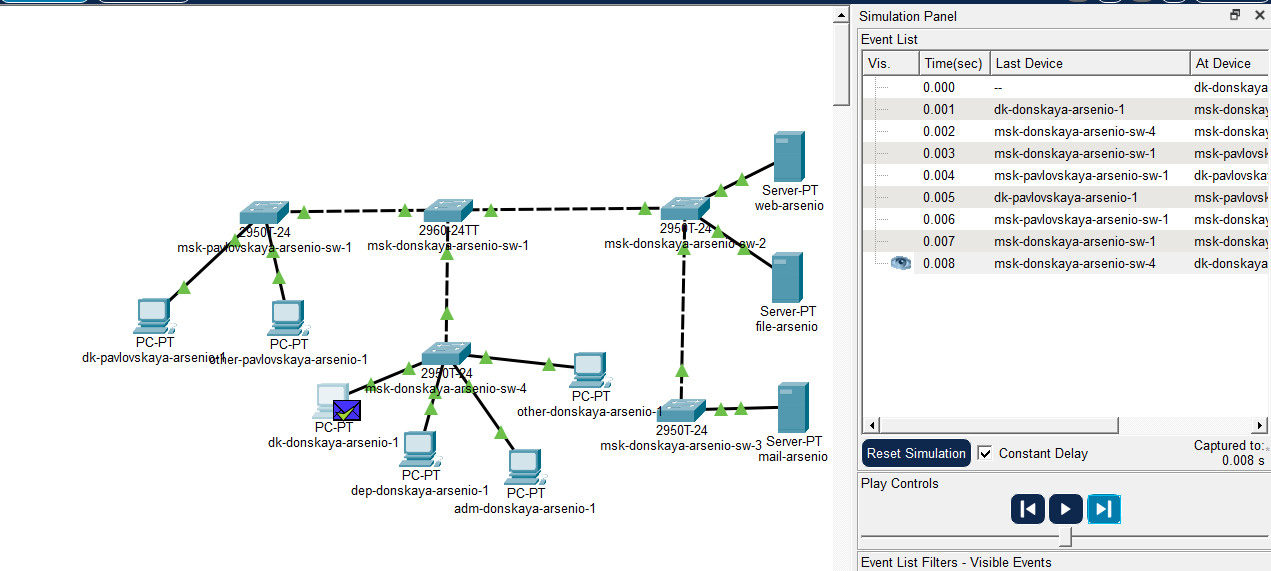 Simulation Panel
Event List
Vis. Time(sec) Last Device At Device
0.000 -- dk-donskaya
0.001 dk-donskaya-arsenio-1 msk-donskay
0.002 msk-donskaya-arsenio-sw-4 msk-donskay
0.003 msk-donskaya-arsenio-sw-1 msk-pavlovsk
0.004 msk-pavlovskaya-arsenio-sw-1 dk-pavlovska
0.005 dk-pavlovskaya-arsenio-1 msk-pavlovsk
0.006 msk-pavlovskaya-arsenio-sw-1 msk-donskay
0.007 msk-donskaya-arsenio-sw-1 msk-donskay
0.008 msk-donskaya-arsenio-sw-4 dk-donskaya
Server-PT
web-arsenio
2950T-24
msk-pavlovskaya-arsenio-sw-1
2960-24TT
msk-donskaya-arsenio-sw-1
2950T-24
msk-donskaya-arsenio-sw-2
Server-PT
file-arsenio
PC-PT
dk-pavlovskaya-arsenio-1
PC-PT
other-pavlovskaya-arsenio-1
2950T-24
msk-donskaya-arsenio-sw-4
PC-PT
other-donskaya-arsenio-1
PC-PT
dk-donskaya-arsenio-1
2950T-24
msk-donskaya-arsenio-sw-3
Server-PT
mail-arsenio
PC-PT
dep-donskaya-arsenio-1
PC-PT
adm-donskaya-arsenio-1
Reset Simulation
Constant Delay
Captured to:
0.008 s
Play Controls
Event List Filters - Visible Events